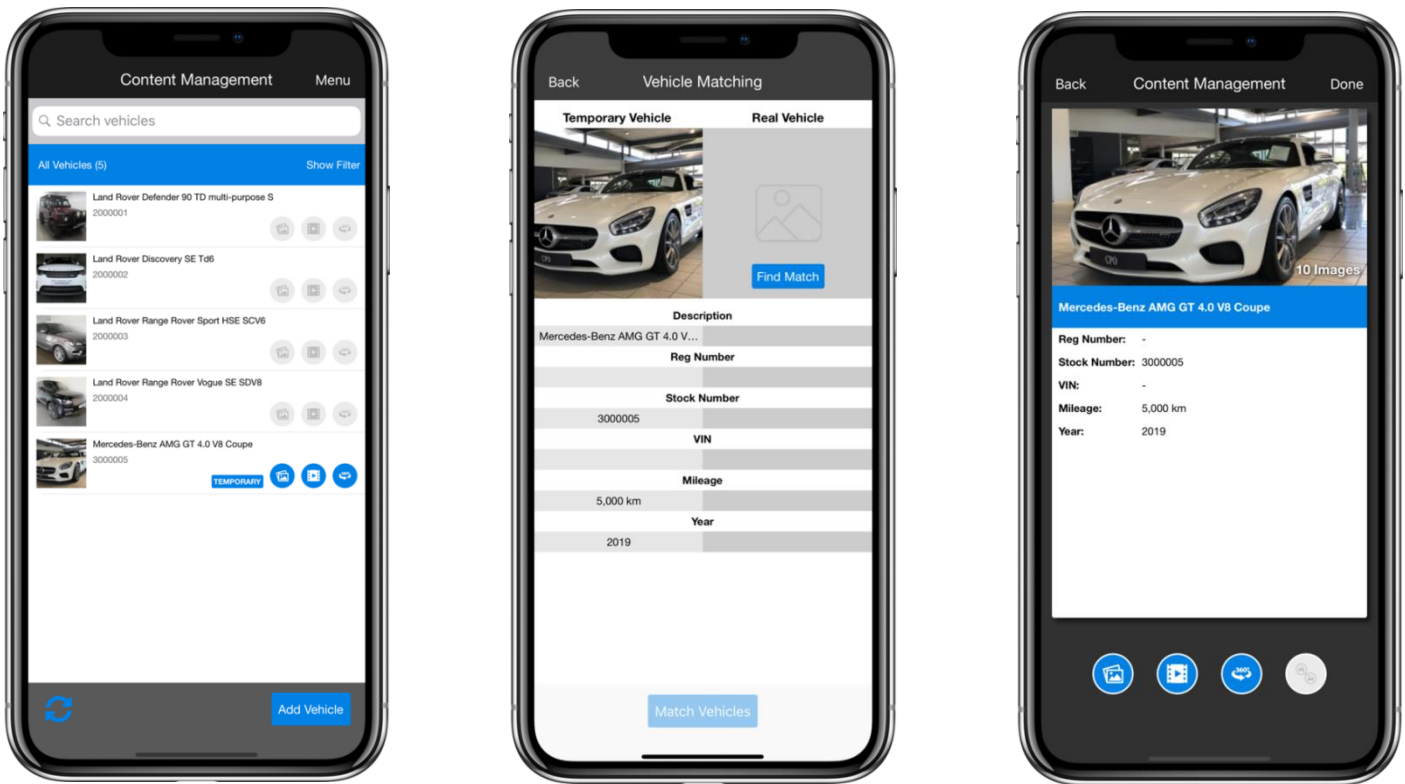 Content Management Menu
Search vehicles
All Vehicles (5) Show Filter
Land Rover Defender 90 TD multi-purpose S
2000001
Land Rover Discovery SE Td6
2000002
Land Rover Range Rover Sport HSE SCV6
2000003
Land Rover Range Rover Vogue SE SDV8
2000004
Mercedes-Benz AMG GT 4.0 V8 Coupe
3000005
TEMPORARY
Add Vehicle
Back Vehicle Matching
Temporary Vehicle Real Vehicle
CPO
Find Match
Description
Mercedes-Benz AMG GT 4.0 V...
Reg Number
Stock Number
3000005
VIN
Mileage
5,000 km
Year
2019
Match Vehicles
Back Content Management Done
CPO
10 Images
Mercedes-Benz AMG GT 4.0 V8 Coupe
Reg Number: -
Stock Number: 3000005
VIN: -
Mileage: 5,000 km
Year: 2019
360°